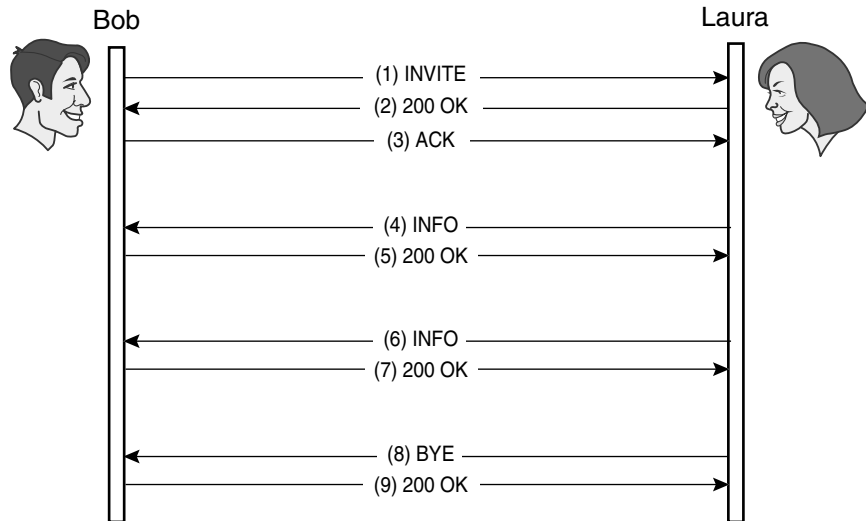 Bob
Laura
(1) INVITE
(2) 200 OK
(3) ACK
(4) INFO
(5) 200 OK
(6) INFO
(7) 200 OK
(8) BYE
(9) 200 OK